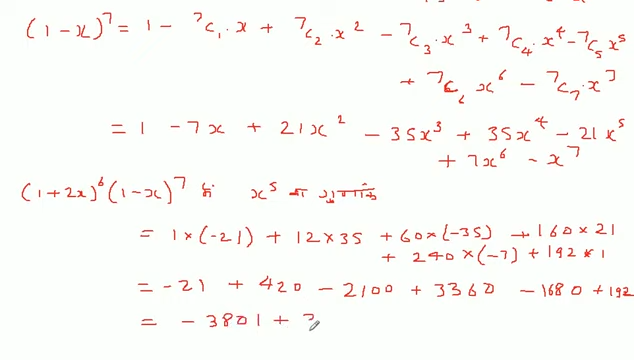 (1-x)⁷ = 1 - ⁷C₁·x + ⁷C₂·x² - ⁷C₃·x³ + ⁷C₄·x⁴ - ⁷C₅x⁵
+ ⁷C₆x⁶ - ⁷C₇·x⁷
= 1 - 7x + 21x² - 35x³ + 35x⁴ - 21x⁵
+ 7x⁶ - x⁷
(1+2x)⁶(1-x)⁷ में x⁵ का गुणांक
= 1×(-21) + 12×35 + 60×(-35) + 160×21
+ 240×(-7) + 192×1
= -21 + 420 - 2100 + 3360 - 1680 + 192
= -3801 +